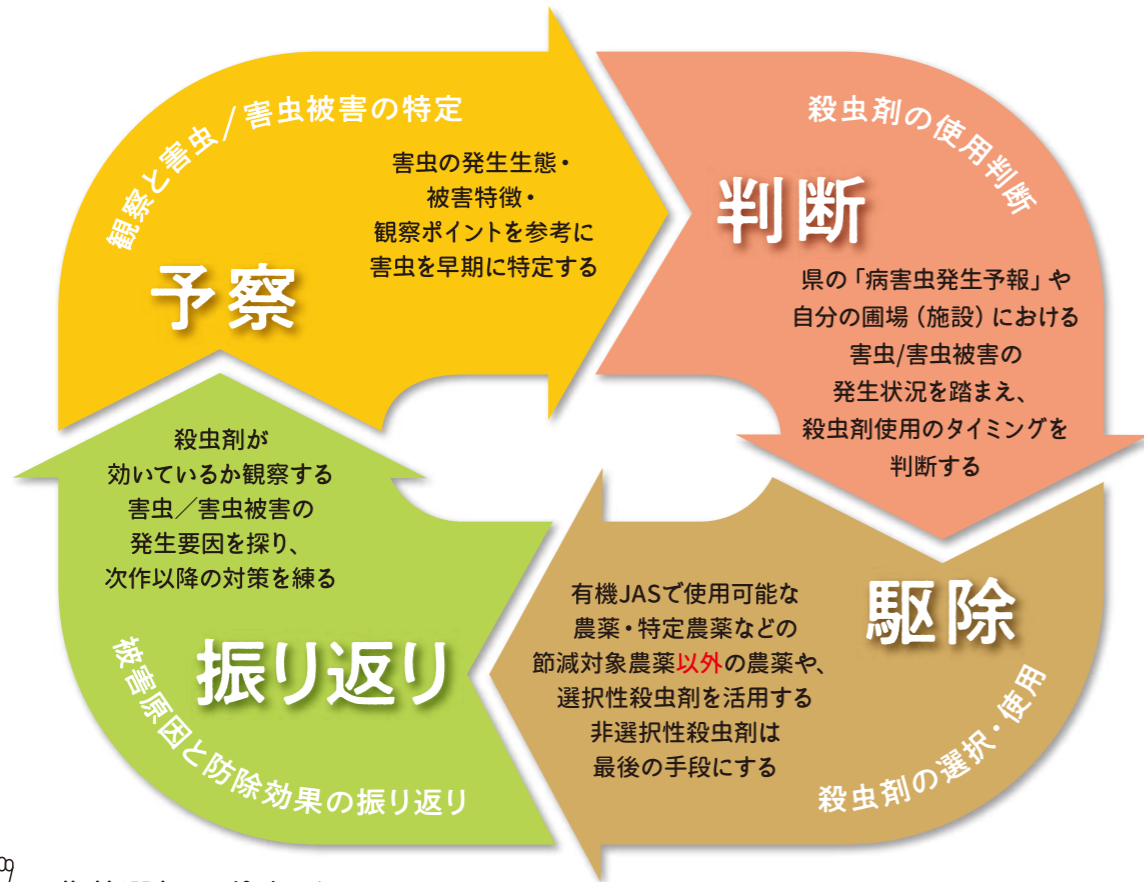 観察と害虫/害虫被害の特定
予察
害虫の発生生態・
被害特徴・
観察ポイントを参考に
害虫を早期に特定する
殺虫剤の使用判断
判断
県の「病害虫発生予報」や
自分の圃場（施設）における
害虫/害虫被害の
発生状況を踏まえ、
殺虫剤使用のタイミングを
判断する
駆除
有機JASで使用可能な
農薬・特定農薬などの
節減対象農薬以外の農薬や、
選択性殺虫剤を活用する
非選択性殺虫剤は
最後の手段にする
殺虫剤の選択・使用
殺虫剤が
効いているか観察する
害虫／害虫被害の
発生要因を探り、
次作以降の対策を練る
振り返り
被害原因と防除効果の振り返り